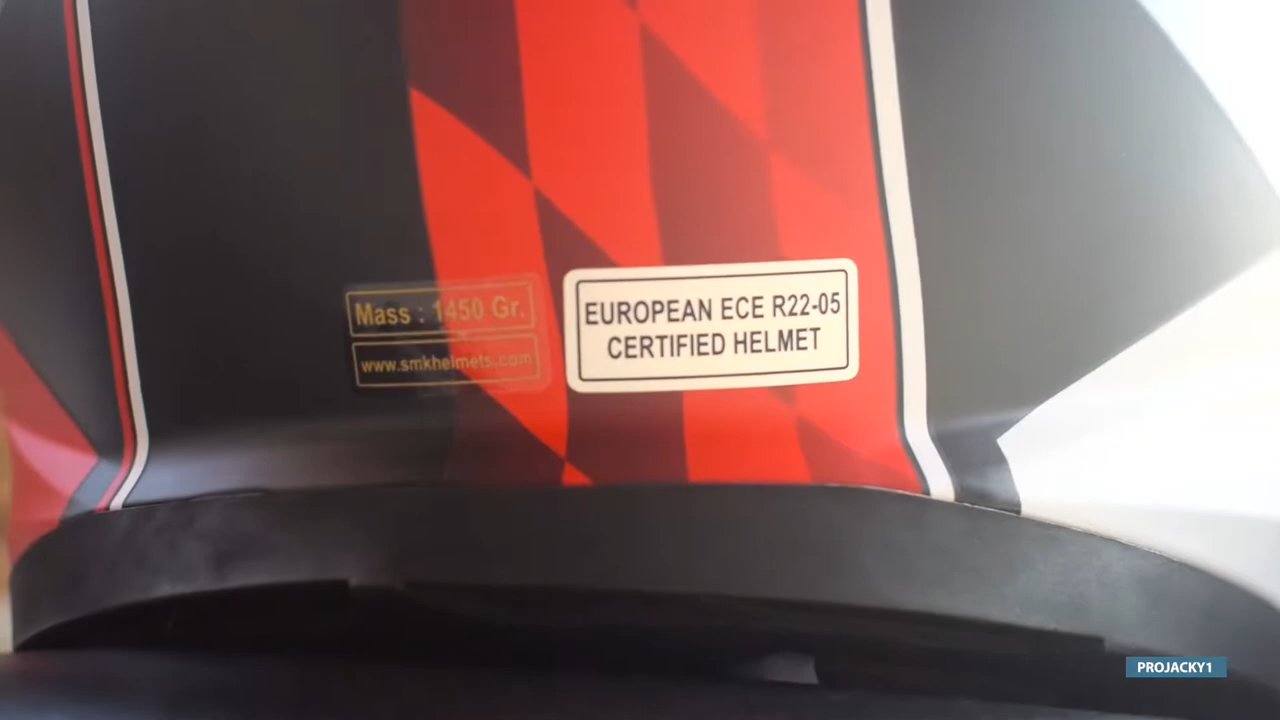 Mass : 1450 Gr.
www.smkhelmets.com
EUROPEAN ECE R22-05
CERTIFIED HELMET
PROJACKY1